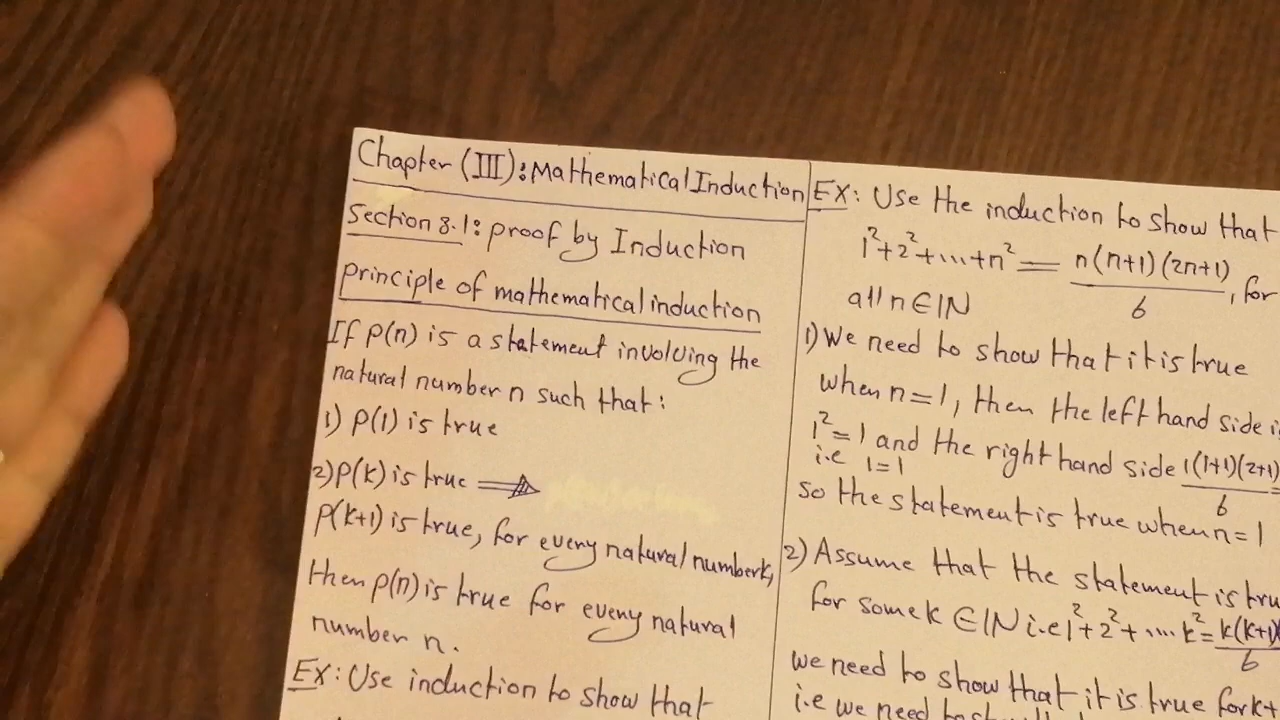 Chapter (III): Mathematical Induction
Section 3.1: proof by Induction
principle of mathematical induction
If P(n) is a statement involving the
natural number n such that:
1) P(1) is true
2) P(k) is true ⟹
P(k+1) is true, for every natural number k,
then p(n) is true for every natural
number n.
EX: Use induction to show that
EX: Use the induction to show that
1²+2²+...+n² = n(n+1)(2n+1)/6, for
all n ∈ ℕ
1) We need to show that it is true
when n=1, then the left hand side i
1²=1 and the right hand side 1(1+1)(2+1)/6 =
i.e 1=1
so the statement is true when n=1
2) Assume that the statement is tru
for some k ∈ ℕ i.e 1²+2²+....k² = k(k+1)/6
we need to show that it is true for k+
i.e we need to